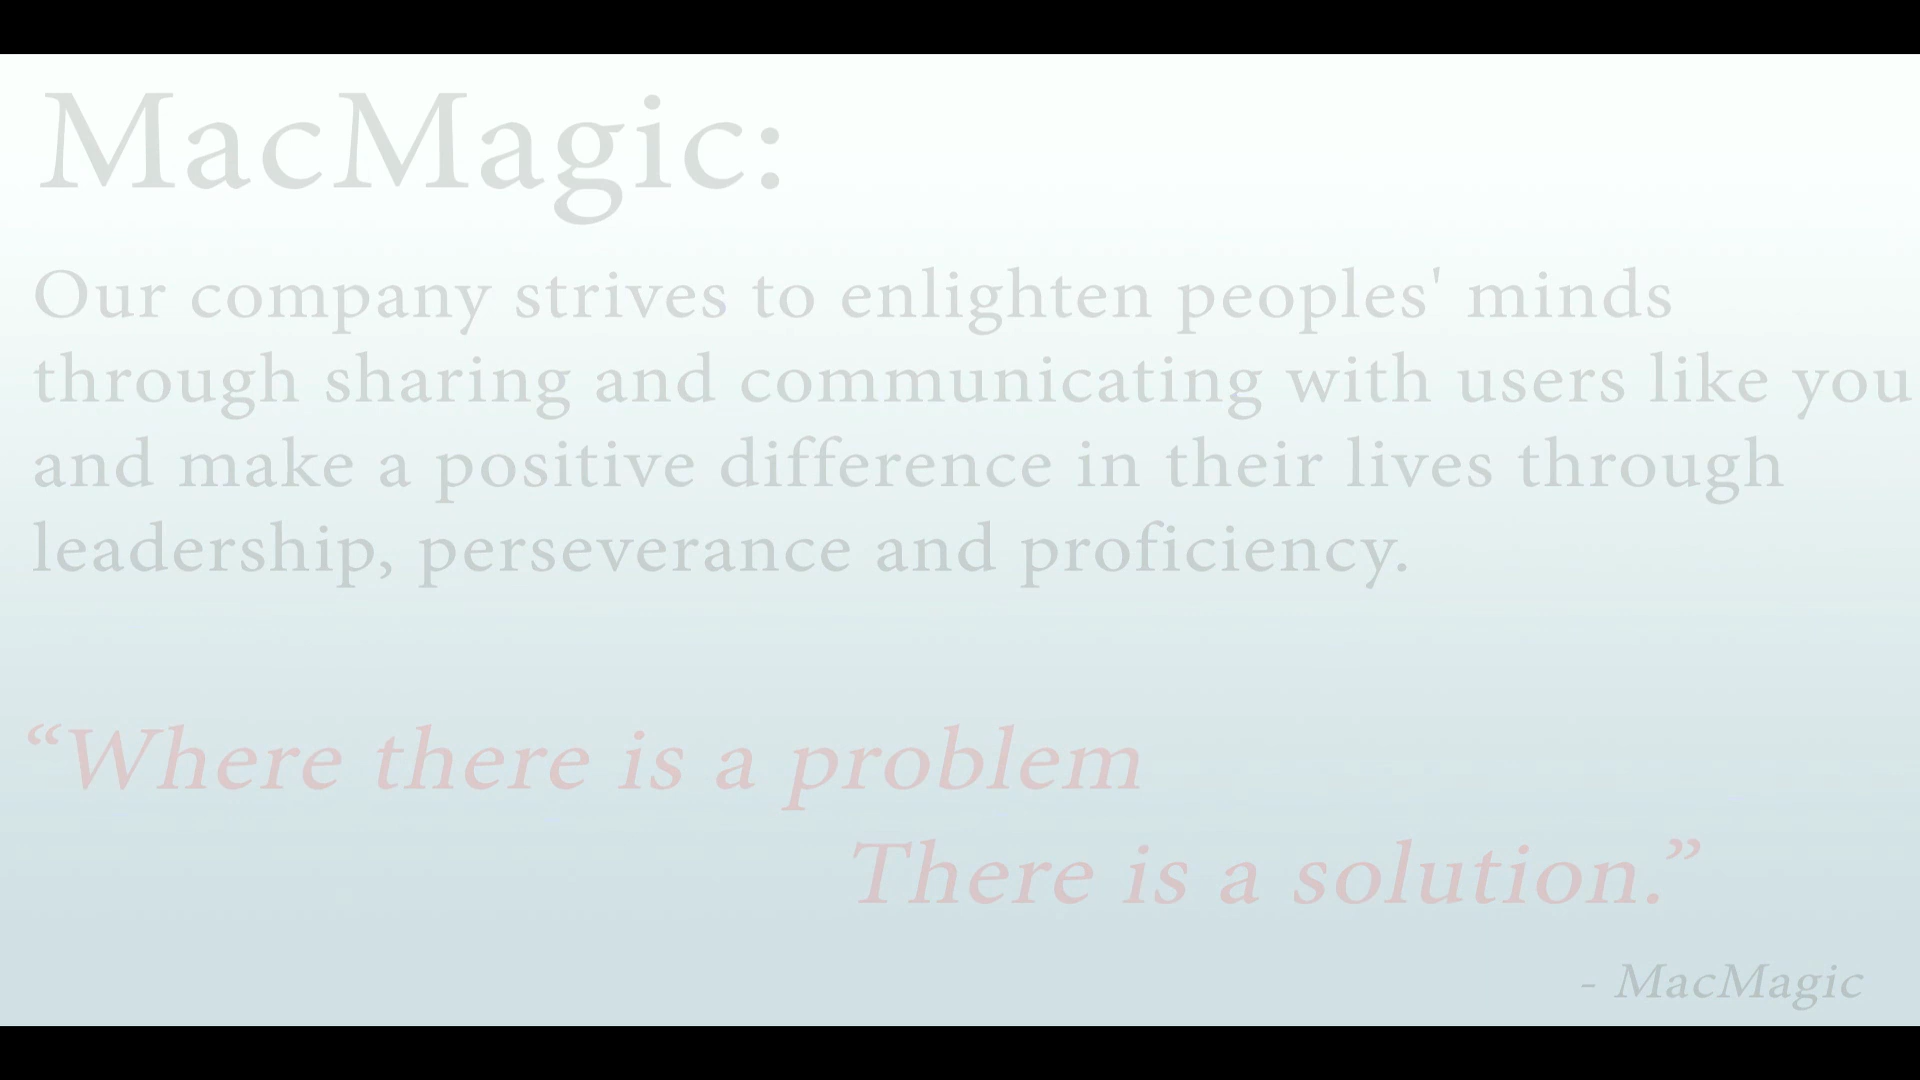 MacMagic:
Our company strives to enlighten peoples' minds
through sharing and communicating with users like you
and make a positive difference in their lives through
leadership, perseverance and proficiency.
“Where there is a problem
There is a solution.”
- MacMagic